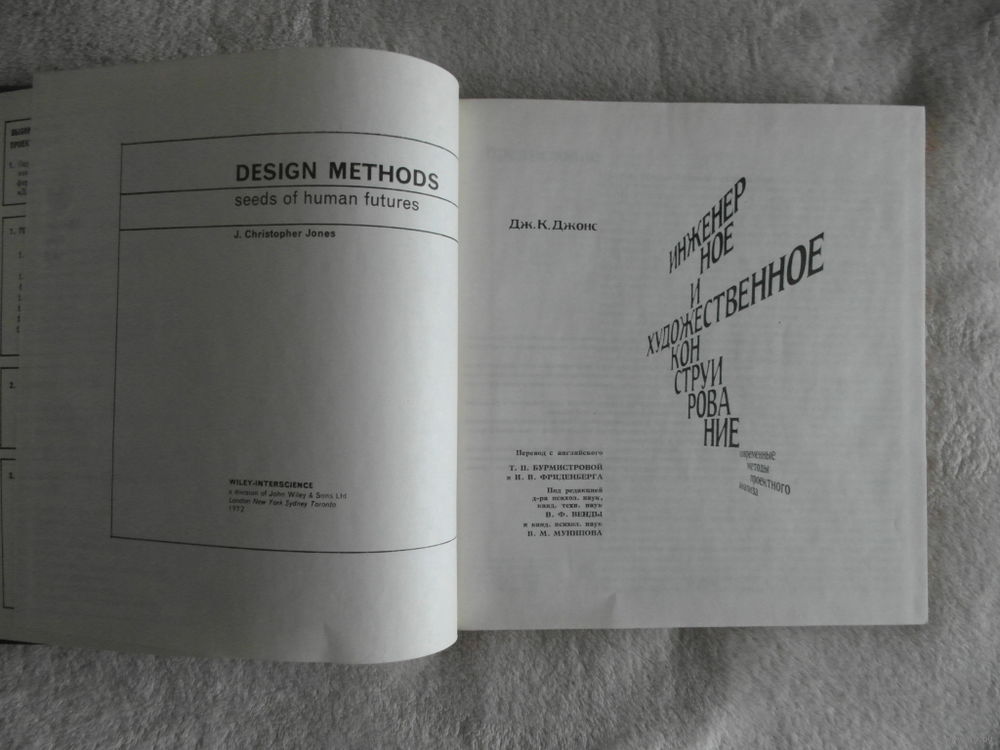 DESIGN METHODS
seeds of human futures
J. Christopher Jones
WILEY-INTERSCIENCE
a division of John Wiley & Sons Ltd
London New York Sydney Toronto
1972
Дж. К. Джонс
ИНЖЕНЕР
НОЕ
И
ХУДОЖЕСТВЕННОЕ
КОН
СТРУИ
РОВА
НИЕ
современные
методы
проектного
анализа
Перевод с английского
Т. П. БУРМИСТРОВОЙ
и И. В. ФРИДЕНБЕРГА
Под редакцией
д-ра психол. наук,
канд. техн. наук
В. Ф. ВЕНДЫ
и канд. психол. наук
В. М. МУНИПОВА